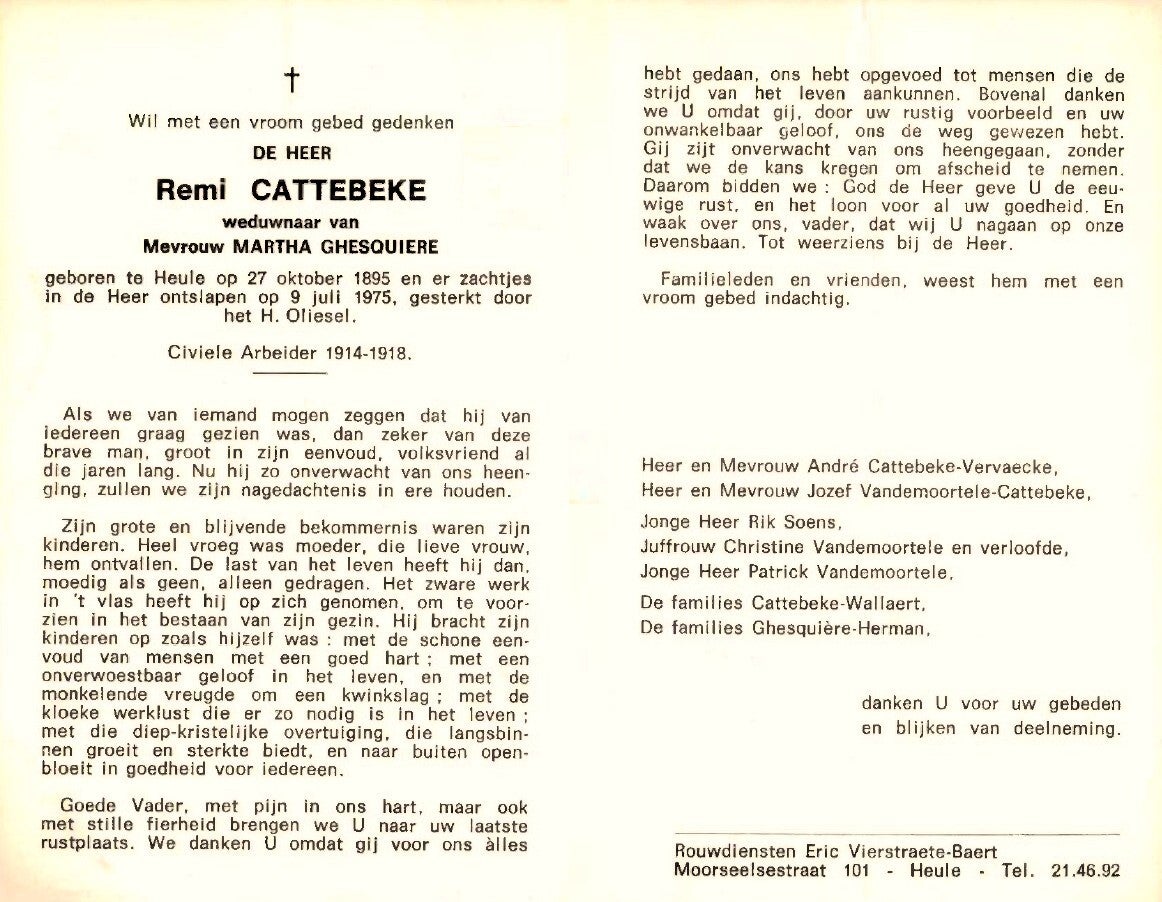 †
Wil met een vroom gebed gedenken
DE HEER
Remi CATTEBEKE
weduwnaar van
Mevrouw MARTHA GHESQUIERE
geboren te Heule op 27 oktober 1895 en er zachtjes
in de Heer ontslapen op 9 juli 1975, gesterkt door
het H. Oliesel.
Civiele Arbeider 1914-1918.
Als we van iemand mogen zeggen dat hij van
iedereen graag gezien was, dan zeker van deze
brave man, groot in zijn eenvoud, volksvriend al
die jaren lang. Nu hij zo onverwacht van ons heen-
ging, zullen we zijn nagedachtenis in ere houden.
Zijn grote en blijvende bekommernis waren zijn
kinderen. Heel vroeg was moeder, die lieve vrouw,
hem ontvallen. De last van het leven heeft hij dan,
moedig als geen, alleen gedragen. Het zware werk
in 't vlas heeft hij op zich genomen, om te voor-
zien in het bestaan van zijn gezin. Hij bracht zijn
kinderen op zoals hijzelf was : met de schone een-
voud van mensen met een goed hart ; met een
onverwoestbaar geloof in het leven, en met de
monkelende vreugde om een kwinkslag ; met de
kloeke werklust die er zo nodig is in het leven ;
met die diep-kristelijke overtuiging, die langsbin-
nen groeit en sterkte biedt, en naar buiten open-
bloeit in goedheid voor iedereen.
Goede Vader, met pijn in ons hart, maar ook
met stille fierheid brengen we U naar uw laatste
rustplaats. We danken U omdat gij voor ons àlles
hebt gedaan, ons hebt opgevoed tot mensen die de
strijd van het leven aankunnen. Bovenal danken
we U omdat gij, door uw rustig voorbeeld en uw
onwankelbaar geloof, ons de weg gewezen hebt.
Gij zijt onverwacht van ons heengegaan, zonder
dat we de kans kregen om afscheid te nemen.
Daarom bidden we : God de Heer geve U de eeu-
wige rust, en het loon voor al uw goedheid. En
waak over ons, vader, dat wij U nagaan op onze
levensbaan. Tot weerziens bij de Heer.
Familieleden en vrienden, weest hem met een
vroom gebed indachtig.
Heer en Mevrouw André Cattebeke-Vervaecke,
Heer en Mevrouw Jozef Vandemoortele-Cattebeke,
Jonge Heer Rik Soens,
Juffrouw Christine Vandemoortele en verloofde,
Jonge Heer Patrick Vandemoortele,
De families Cattebeke-Wallaert,
De families Ghesquière-Herman,
danken U voor uw gebeden
en blijken van deelneming.
Rouwdiensten Eric Vierstraete-Baert
Moorseelsestraat 101 - Heule - Tel. 21.46.92